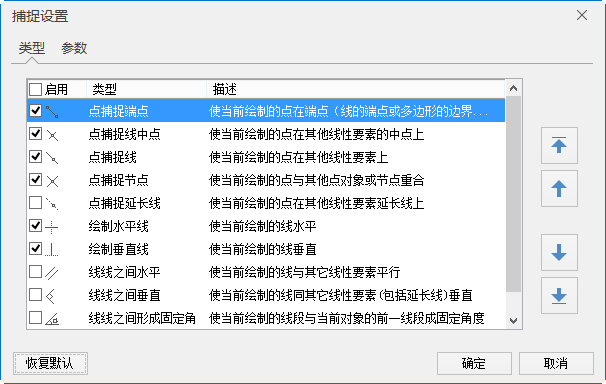 捕捉设置
类型 参数
启用 类型 描述
点捕捉端点 使当前绘制的点在端点（线的端点或多边形的边界...
点捕捉线中点 使当前绘制的点在其他线性要素的中点上
点捕捉线 使当前绘制的点在其他线性要素上
点捕捉节点 使当前绘制的点与其他点对象或节点重合
点捕捉延长线 使当前绘制的点在其他线性要素延长线上
绘制水平线 使当前绘制的线水平
绘制垂直线 使当前绘制的线垂直
线线之间水平 使当前绘制的线与其它线性要素平行
线线之间垂直 使当前绘制的线同其它线性要素(包括延长线)垂直
线线之间形成固定角 使当前绘制的线段与当前对象的前一线段成固定角度
恢复默认 确定 取消